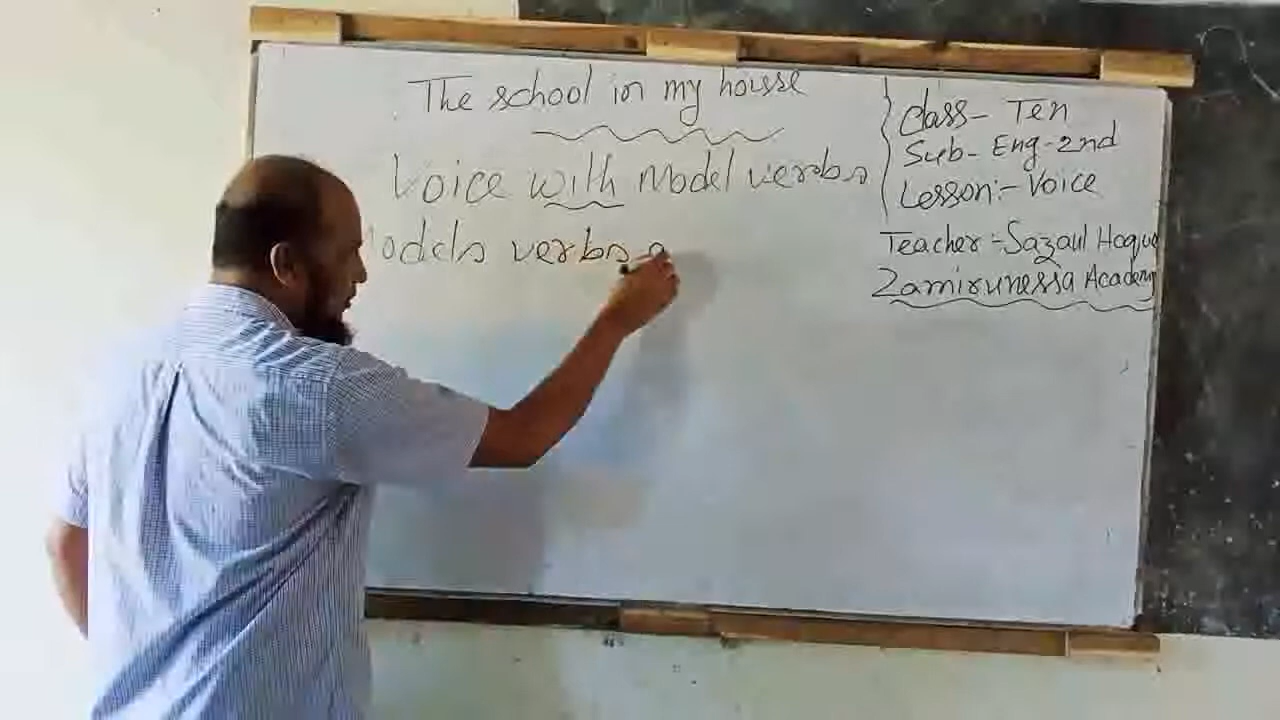 The school in my house
Voice with Model verbs
Models verbs a
Class- Ten
Sub- Eng-2nd
Lesson:- Voice
Teacher:- Sazaul Hoque
Zamirunessa Academy